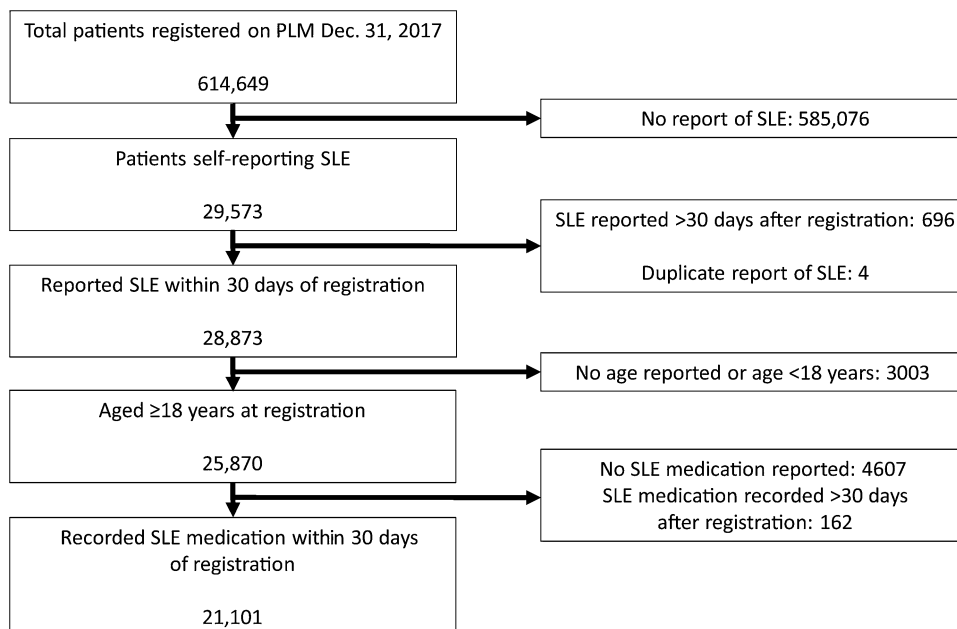 Total patients registered on PLM Dec. 31, 2017
614,649
No report of SLE: 585,076
Patients self-reporting SLE
29,573
SLE reported >30 days after registration: 696
Duplicate report of SLE: 4
Reported SLE within 30 days of registration
28,873
No age reported or age <18 years: 3003
Aged ≥18 years at registration
25,870
No SLE medication reported: 4607
SLE medication recorded >30 days
after registration: 162
Recorded SLE medication within 30 days
of registration
21,101